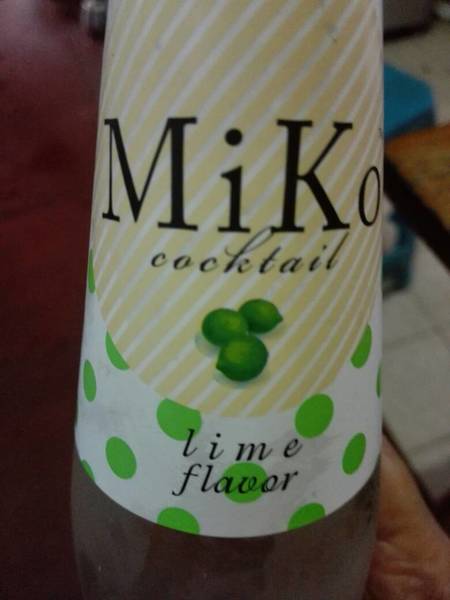 MiKo
cocktail
lime
flavor